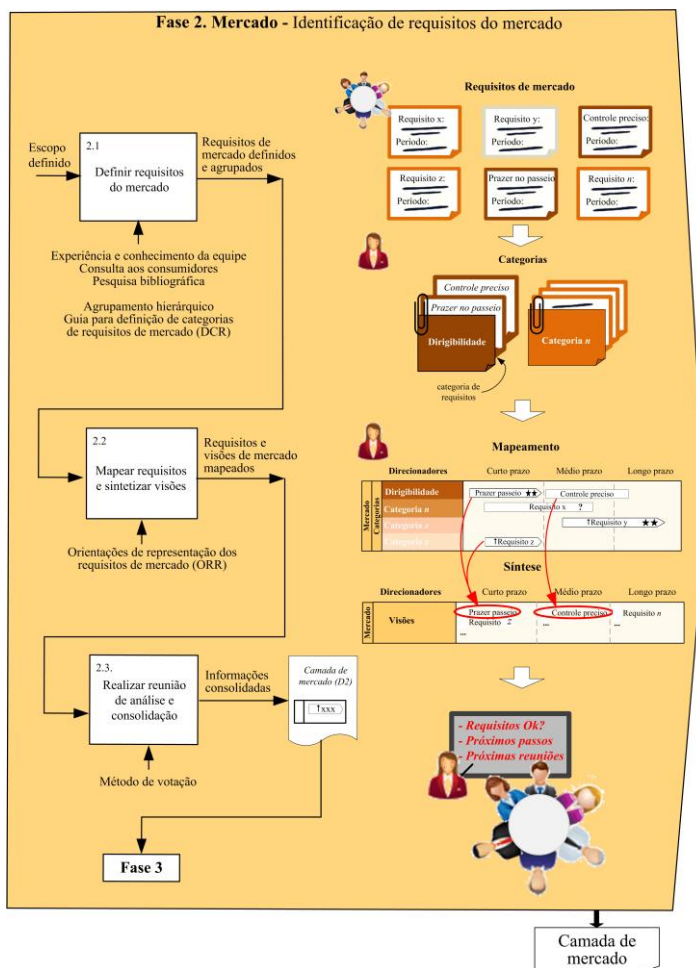 Fase 2. Mercado - Identificação de requisitos do mercado
Escopo
definido
2.1
Definir requisitos
do mercado
Requisitos de
mercado definidos
e agrupados
Experiência e conhecimento da equipe
Consulta aos consumidores
Pesquisa bibliográfica
Agrupamento hierárquico
Guia para definição de categorias
de requisitos de mercado (DCR)
2.2
Mapear requisitos
e sintetizar visões
Requisitos e
visões de mercado
mapeados
Orientações de representação dos
requisitos de mercado (ORR)
2.3.
Realizar reunião
de análise e
consolidação
Informações
consolidadas
Camada de
mercado (D2)
↑xxx
Método de votação
Fase 3
Requisitos de mercado
Requisito x:
Período:
Requisito y:
Período:
Controle preciso:
Período:
Requisito z:
Período:
Prazer no passeio
Período:
Requisito n:
Período:
Categorias
Controle preciso
Prazer no passeio
Dirigibilidade
Categoria n
categoria de
requisitos
Mapeamento
Direcionadores
Curto prazo
Médio prazo
Longo prazo
Mercado
Categorias
Dirigibilidade
Prazer passeio ★★
Controle preciso
Categoria n
Requisito x ?
↑Requisito y ★★
↑Requisito z
Síntese
Direcionadores
Curto prazo
Médio prazo
Longo prazo
Mercado
Visões
Prazer passeio
Requisito z
...
Controle preciso
...
Requisito n
...
- Requisitos Ok?
- Próximos passos
- Próximas reuniões
Camada de
mercado